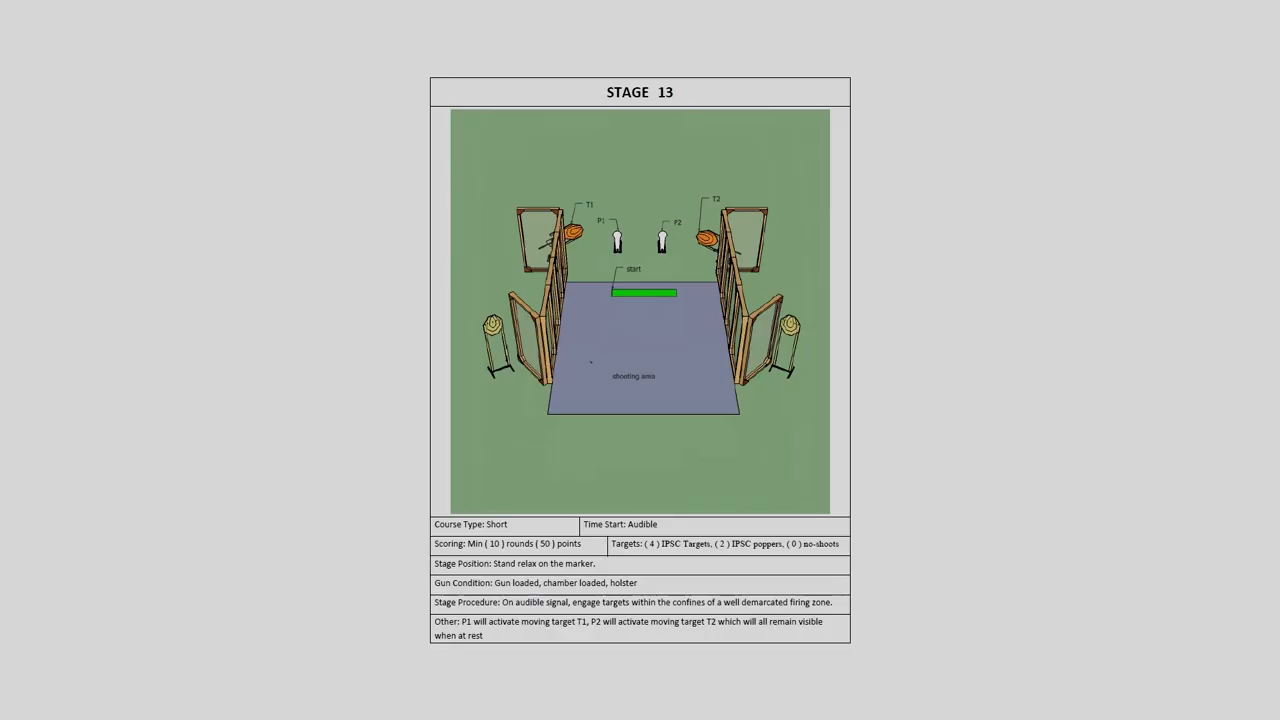 STAGE 13
T1
T2
P1
P2
start
shooting area
Course Type: Short
Time Start: Audible
Scoring: Min ( 10 ) rounds ( 50 ) points
Targets: ( 4 ) IPSC Targets, ( 2 ) IPSC poppers, ( 0 ) no-shoots
Stage Position: Stand relax on the marker.
Gun Condition: Gun loaded, chamber loaded, holster
Stage Procedure: On audible signal, engage targets within the confines of a well demarcated firing zone.
Other: P1 will activate moving target T1, P2 will activate moving target T2 which will all remain visible
when at rest